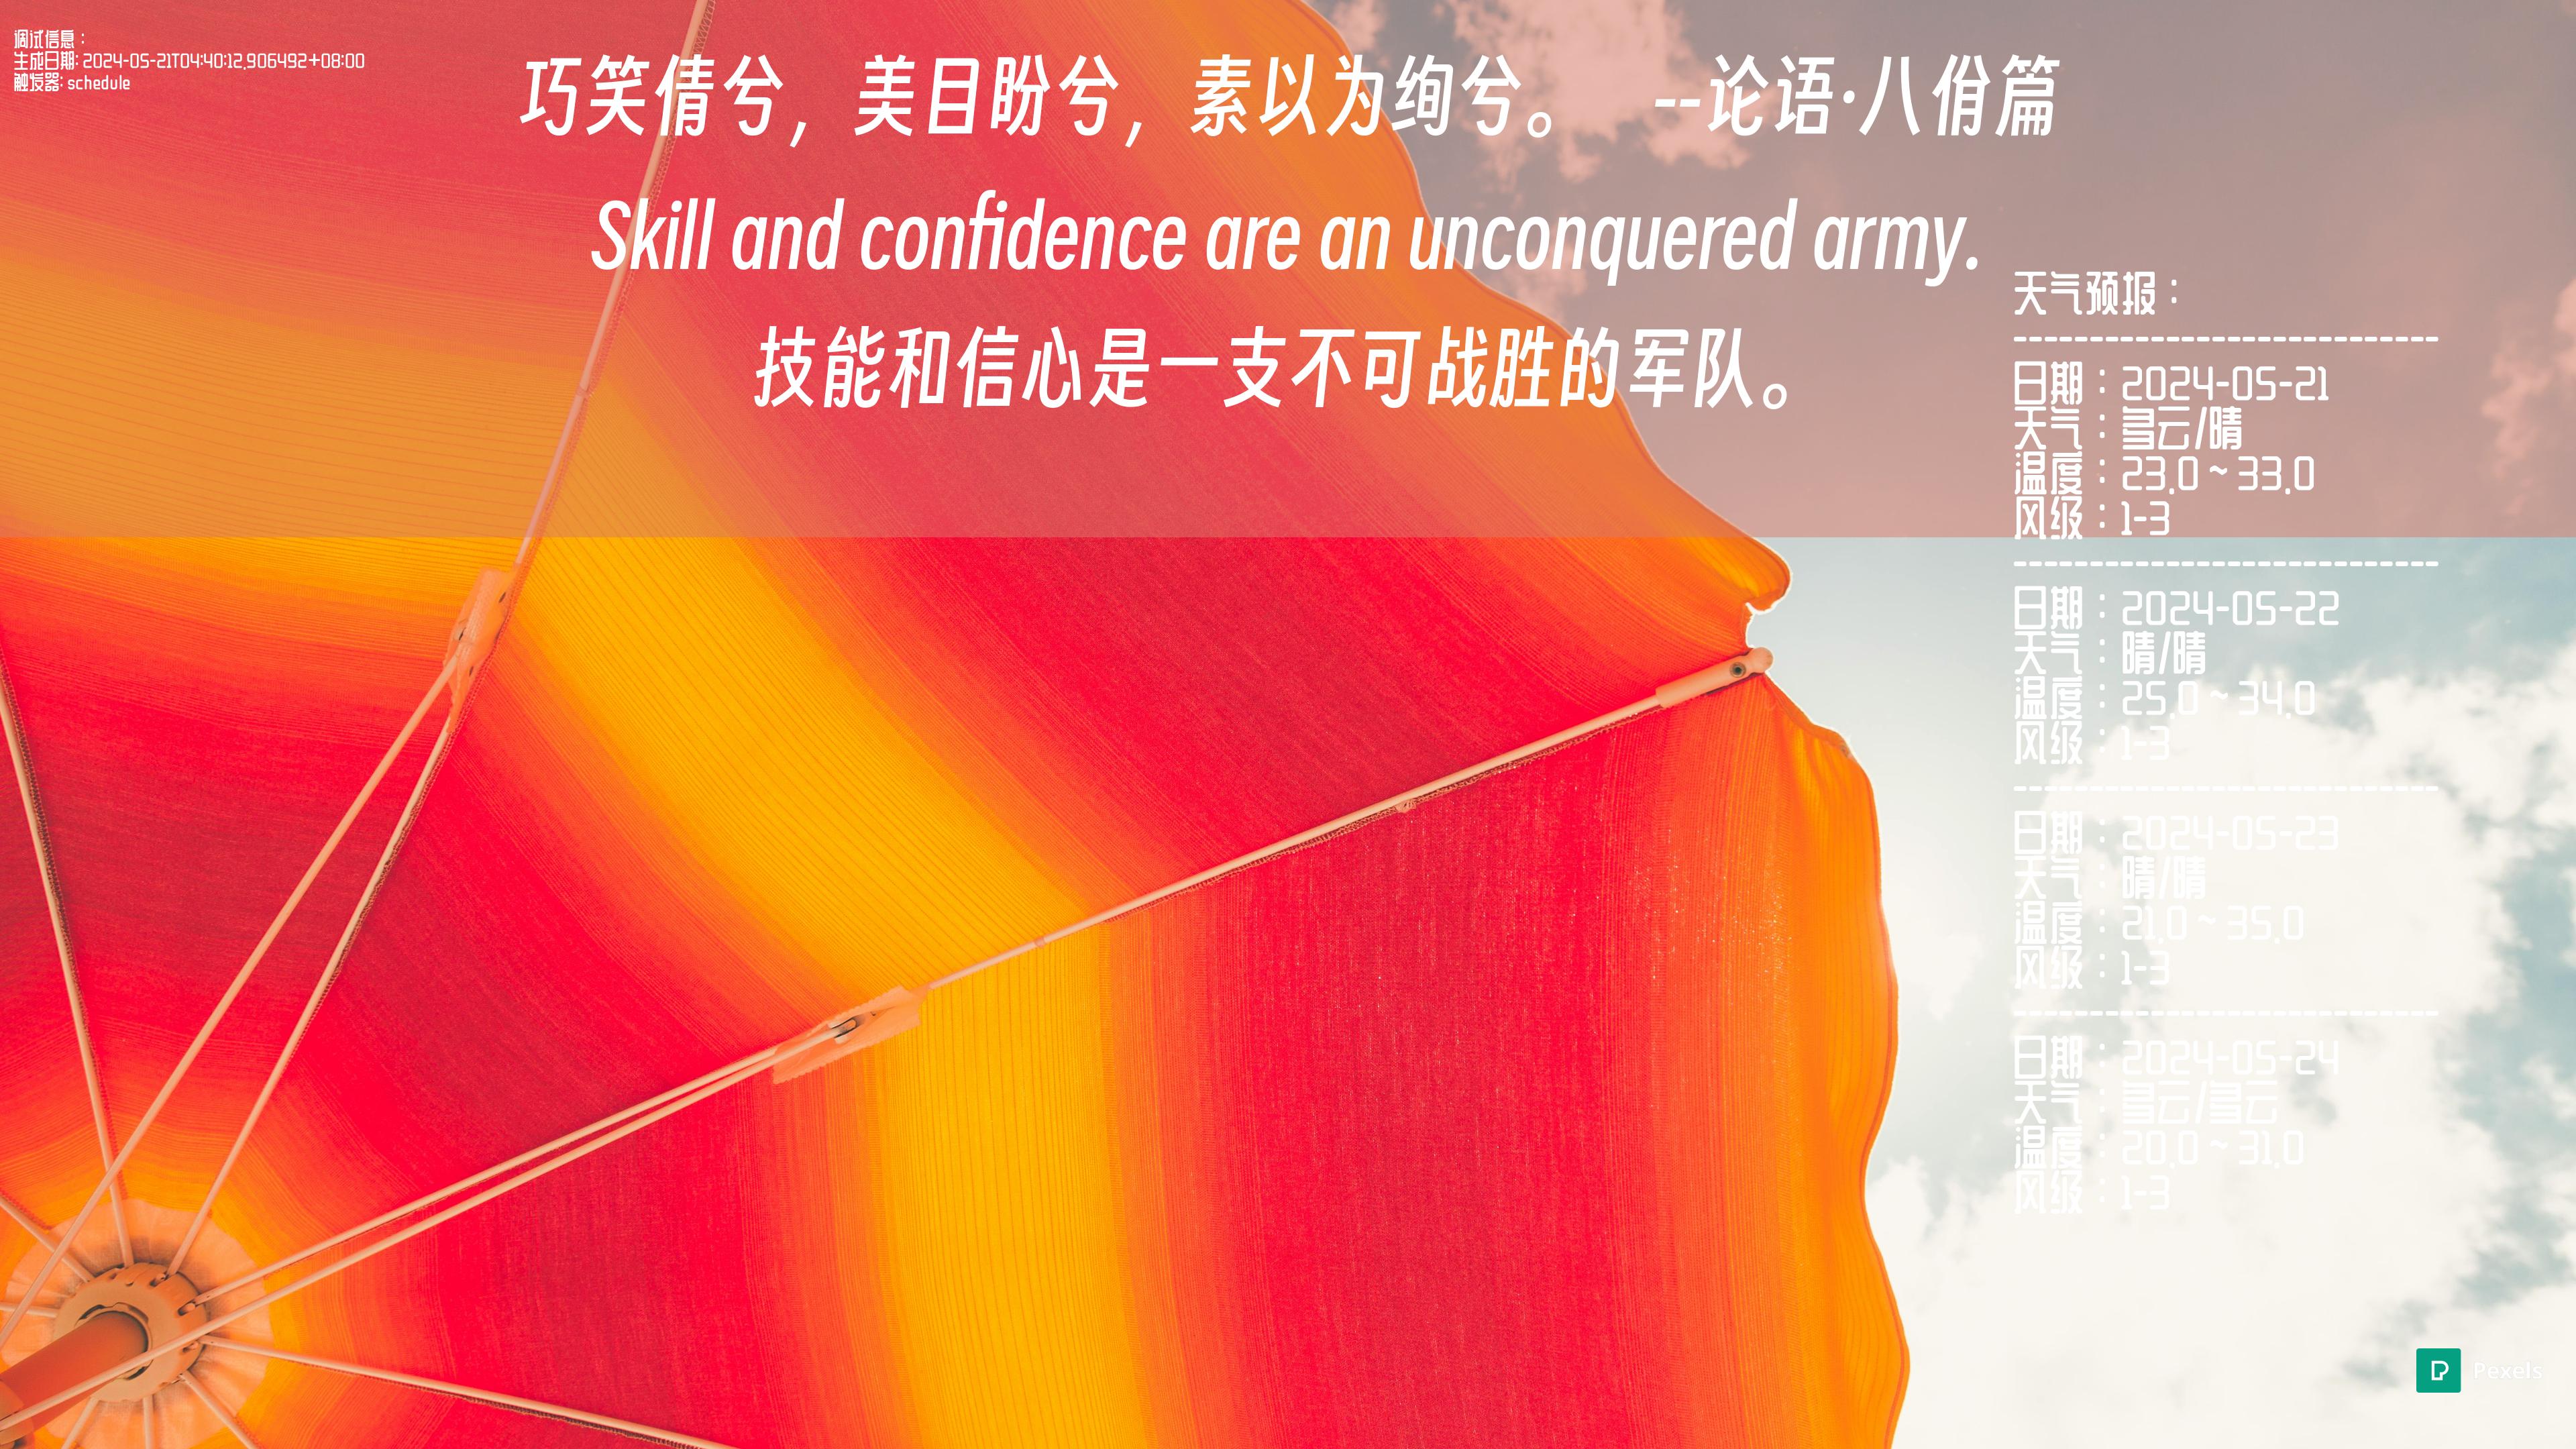 调试信息：
生成日期: 2024-05-21T04:40:12.906492+08:00
触发器: schedule
巧笑倩兮，美目盼兮，素以为绚兮。 --论语·八佾篇
Skill and confidence are an unconquered army.
技能和信心是一支不可战胜的军队。
天气预报：
----------------------------
日期：2024-05-21
天气：多云/晴
温度：23.0 ~ 33.0
风级：1-3
----------------------------
日期：2024-05-22
天气：晴/晴
温度：25.0 ~ 34.0
风级：1-3
----------------------------
日期：2024-05-23
天气：晴/晴
温度：21.0 ~ 35.0
风级：1-3
----------------------------
日期：2024-05-24
天气：多云/多云
温度：20.0 ~ 31.0
风级：1-3
Pexels